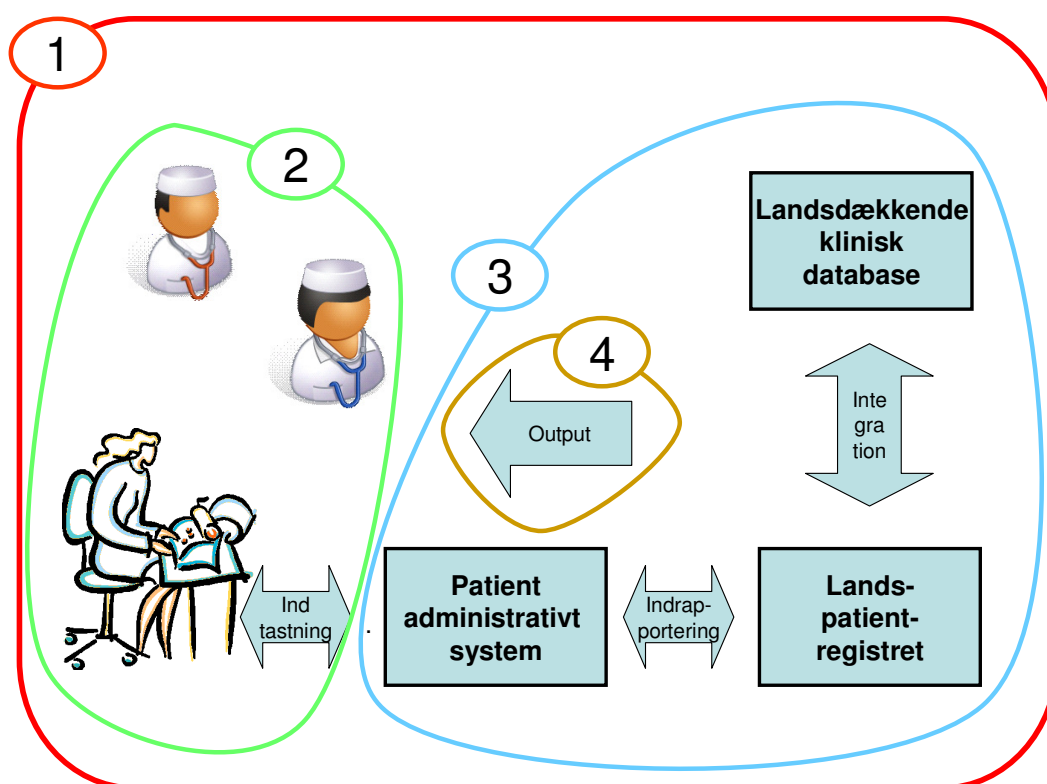 1
2
3
4
Landsdækkende
klinisk
database
Output
Inte
gra
tion
Ind
tastning
.
Patient
administrativt
system
Indrap-
portering
Lands-
patient-
registret